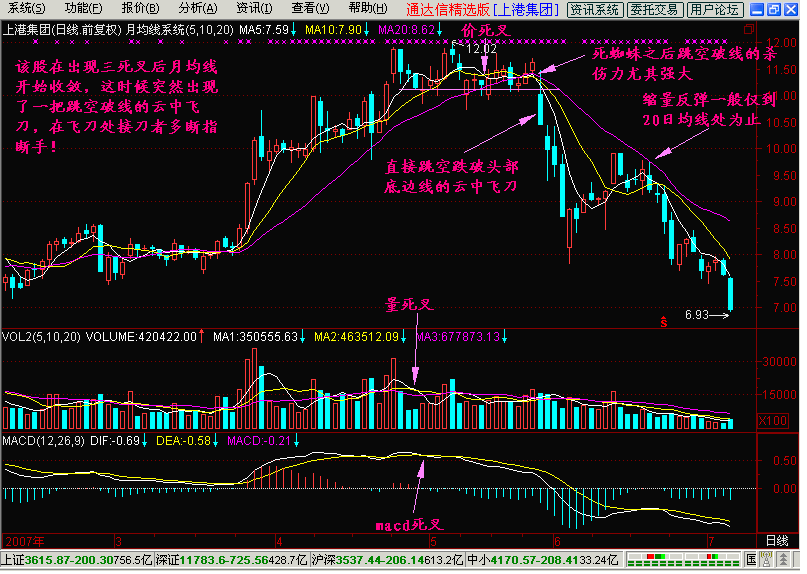 系统(S) 功能(F) 报价(B) 分析(A) 资讯(I) 查看(V) 帮助(H) 通达信精选版[上港集团] 资讯系统 委托交易 用户论坛
上港集团(日线.前复权) 月均线系统(5,10,20) MA5:7.59↓ MA10:7.90↓ MA20:8.62↓
价死叉
12.02
12.00
死蜘蛛之后跳空破线的杀
伤力尤其强大
该股在出现三死叉后月均线
开始收敛，这时候突然出现
了一把跳空破线的云中飞
刀，在飞刀处接刀者多断指
断手！
11.50
11.00
缩量反弹一般仅到
20日均线处为止
10.50
10.00
直接跳空跌破头部
底边线的云中飞刀
9.50
9.00
8.50
8.00
7.50
7.00
量死叉
6.93
S
VOL2(5,10,20) VOLUME:420422.00↑ MA1:350555.63↓ MA2:463512.09↓ MA3:677873.13↓
30000
15000
X100
MACD(12,26,9) DIF:-0.69↓ DEA:-0.58↓ MACD:-0.21↓
0.50
0.00
macd死叉
2007年 3 4 5 6 7 日线
上证3615.87-200.30756.5亿 深证11783.6-725.56428.7亿 沪深3537.44-206.14613.2亿 中小4170.57-208.4133.24亿 国